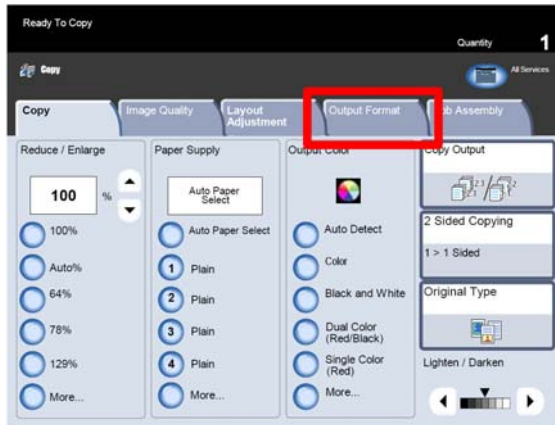 Ready To Copy
Quantity 1
Copy
All Services
Copy
Image Quality
Layout
Adjustment
Output Format
Assembly
Reduce / Enlarge
100 %
100%
Auto%
64%
78%
129%
More...
Paper Supply
Auto Paper
Select
Auto Paper Select
1 Plain
2 Plain
3 Plain
4 Plain
More...
Output Color
Auto Detect
Color
Black and White
Dual Color
(Red/Black)
Single Color
(Red)
More...
Copy Output
2 Sided Copying
1 > 1 Sided
Original Type
Lighten / Darken